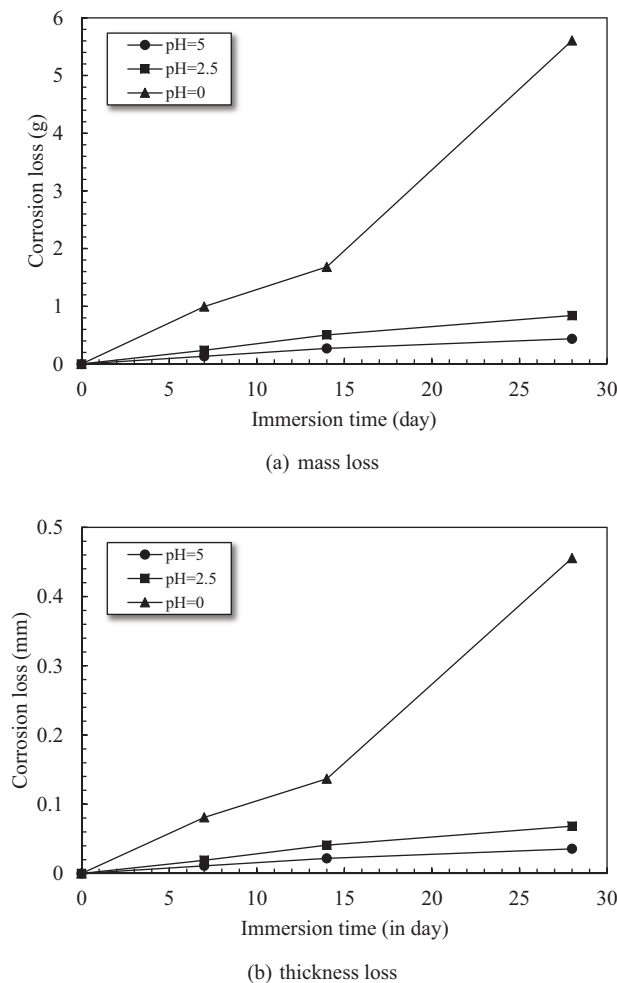 6
5
4
3
2
1
0
0 5 10 15 20 25 30
Corrosion loss (g)
pH=5
pH=2.5
pH=0
Immersion time (day)
(a) mass loss
0.5
0.4
0.3
0.2
0.1
0
0 5 10 15 20 25 30
Corrosion loss (mm)
pH=5
pH=2.5
pH=0
Immersion time (in day)
(b) thickness loss